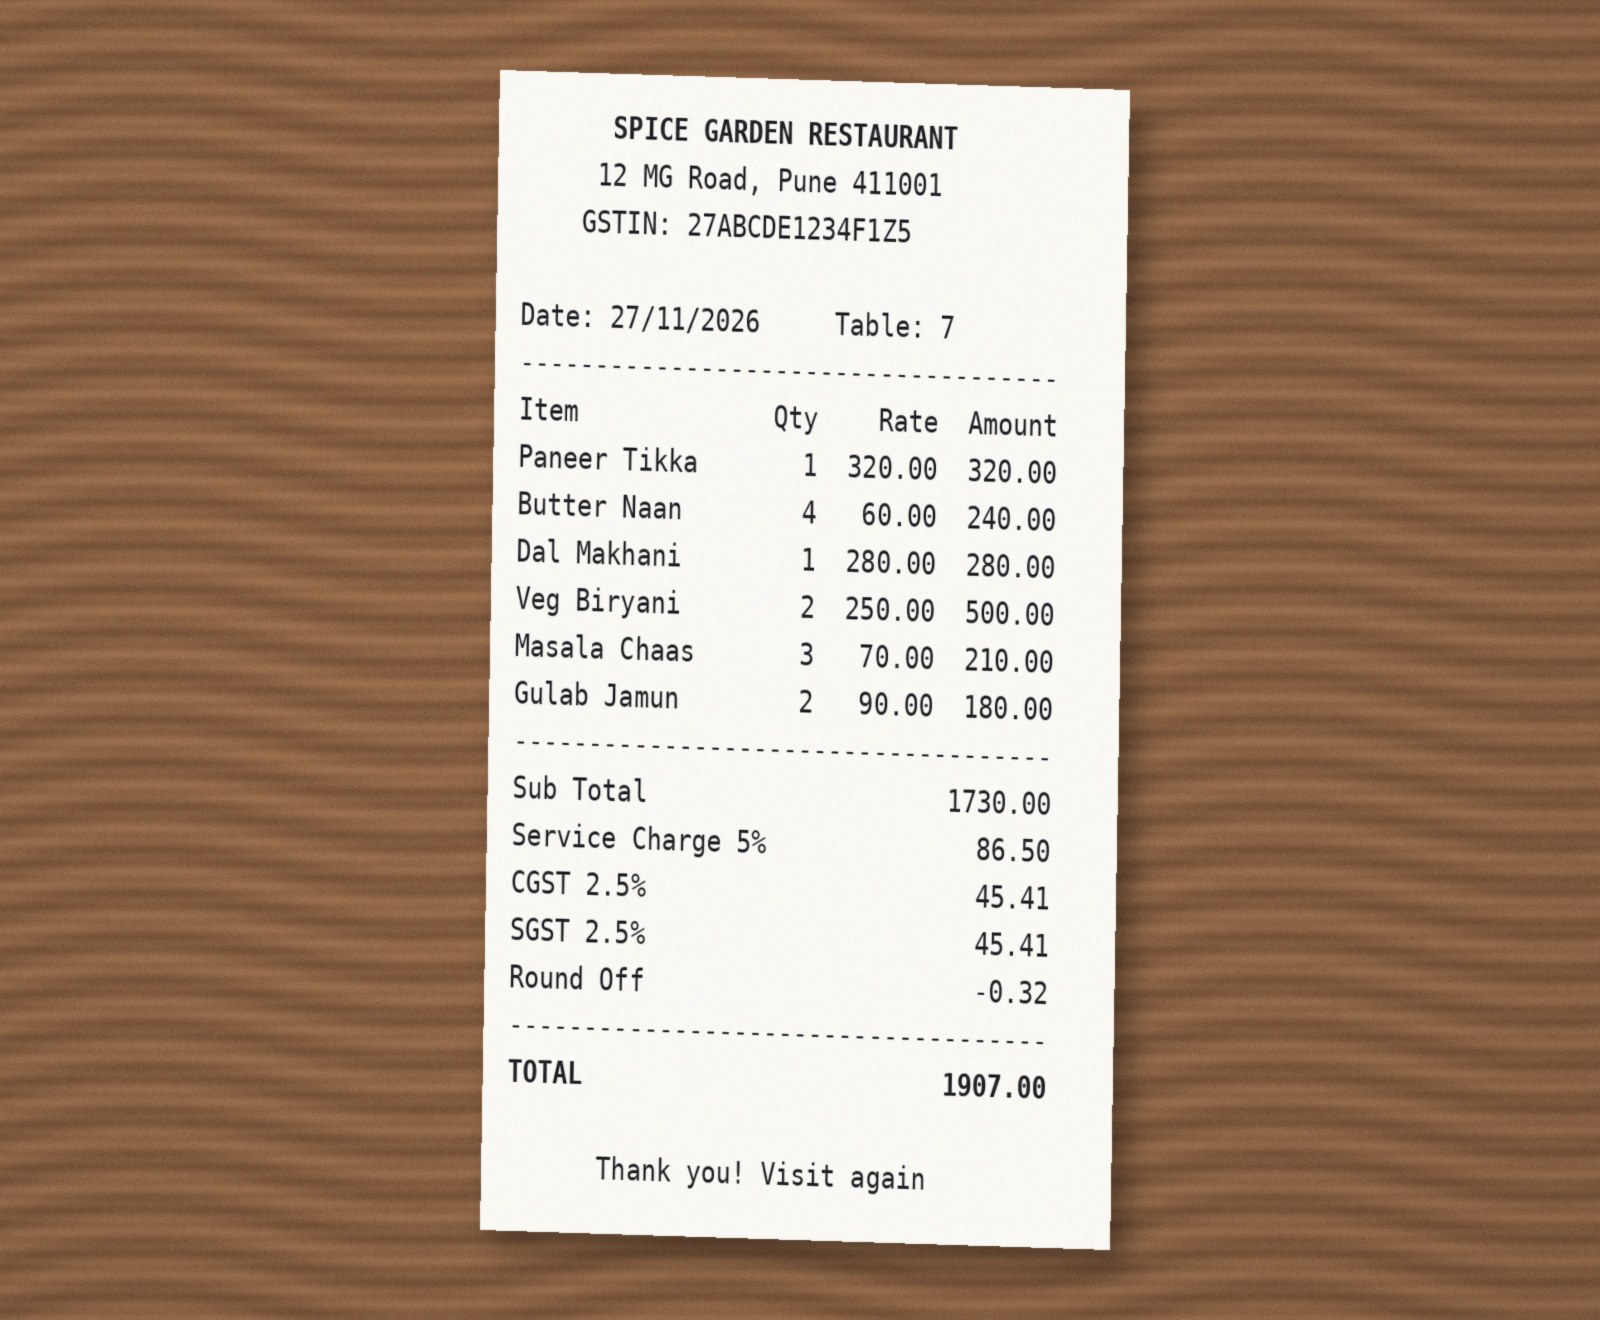 SPICE GARDEN RESTAURANT
12 MG Road, Pune 411001
GSTIN: 27ABCDE1234F1Z5
Date: 27/11/2026 Table: 7
------------------------------------
Item Qty Rate Amount
Paneer Tikka 1 320.00 320.00
Butter Naan 4 60.00 240.00
Dal Makhani 1 280.00 280.00
Veg Biryani 2 250.00 500.00
Masala Chaas 3 70.00 210.00
Gulab Jamun 2 90.00 180.00
------------------------------------
Sub Total 1730.00
Service Charge 5% 86.50
CGST 2.5% 45.41
SGST 2.5% 45.41
Round Off -0.32
------------------------------------
TOTAL 1907.00
Thank you! Visit again